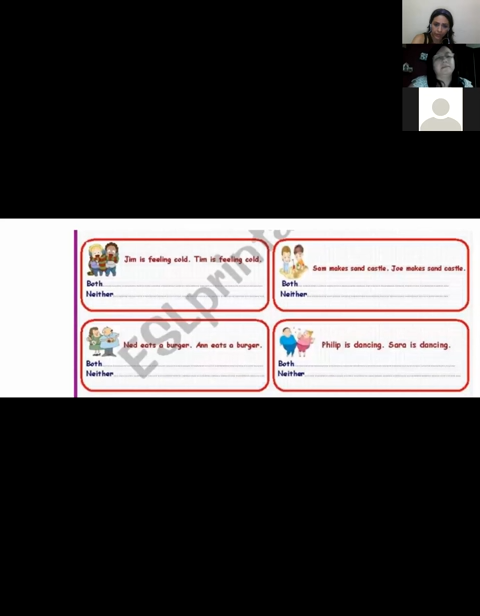 Jim is feeling cold. Tim is feeling cold.
Both
Neither
Sam makes sand castle. Joe makes sand castle.
Both
Neither
Ned eats a burger. Ann eats a burger.
Both
Neither
Philip is dancing. Sara is dancing.
Both
Neither
ESLprinta